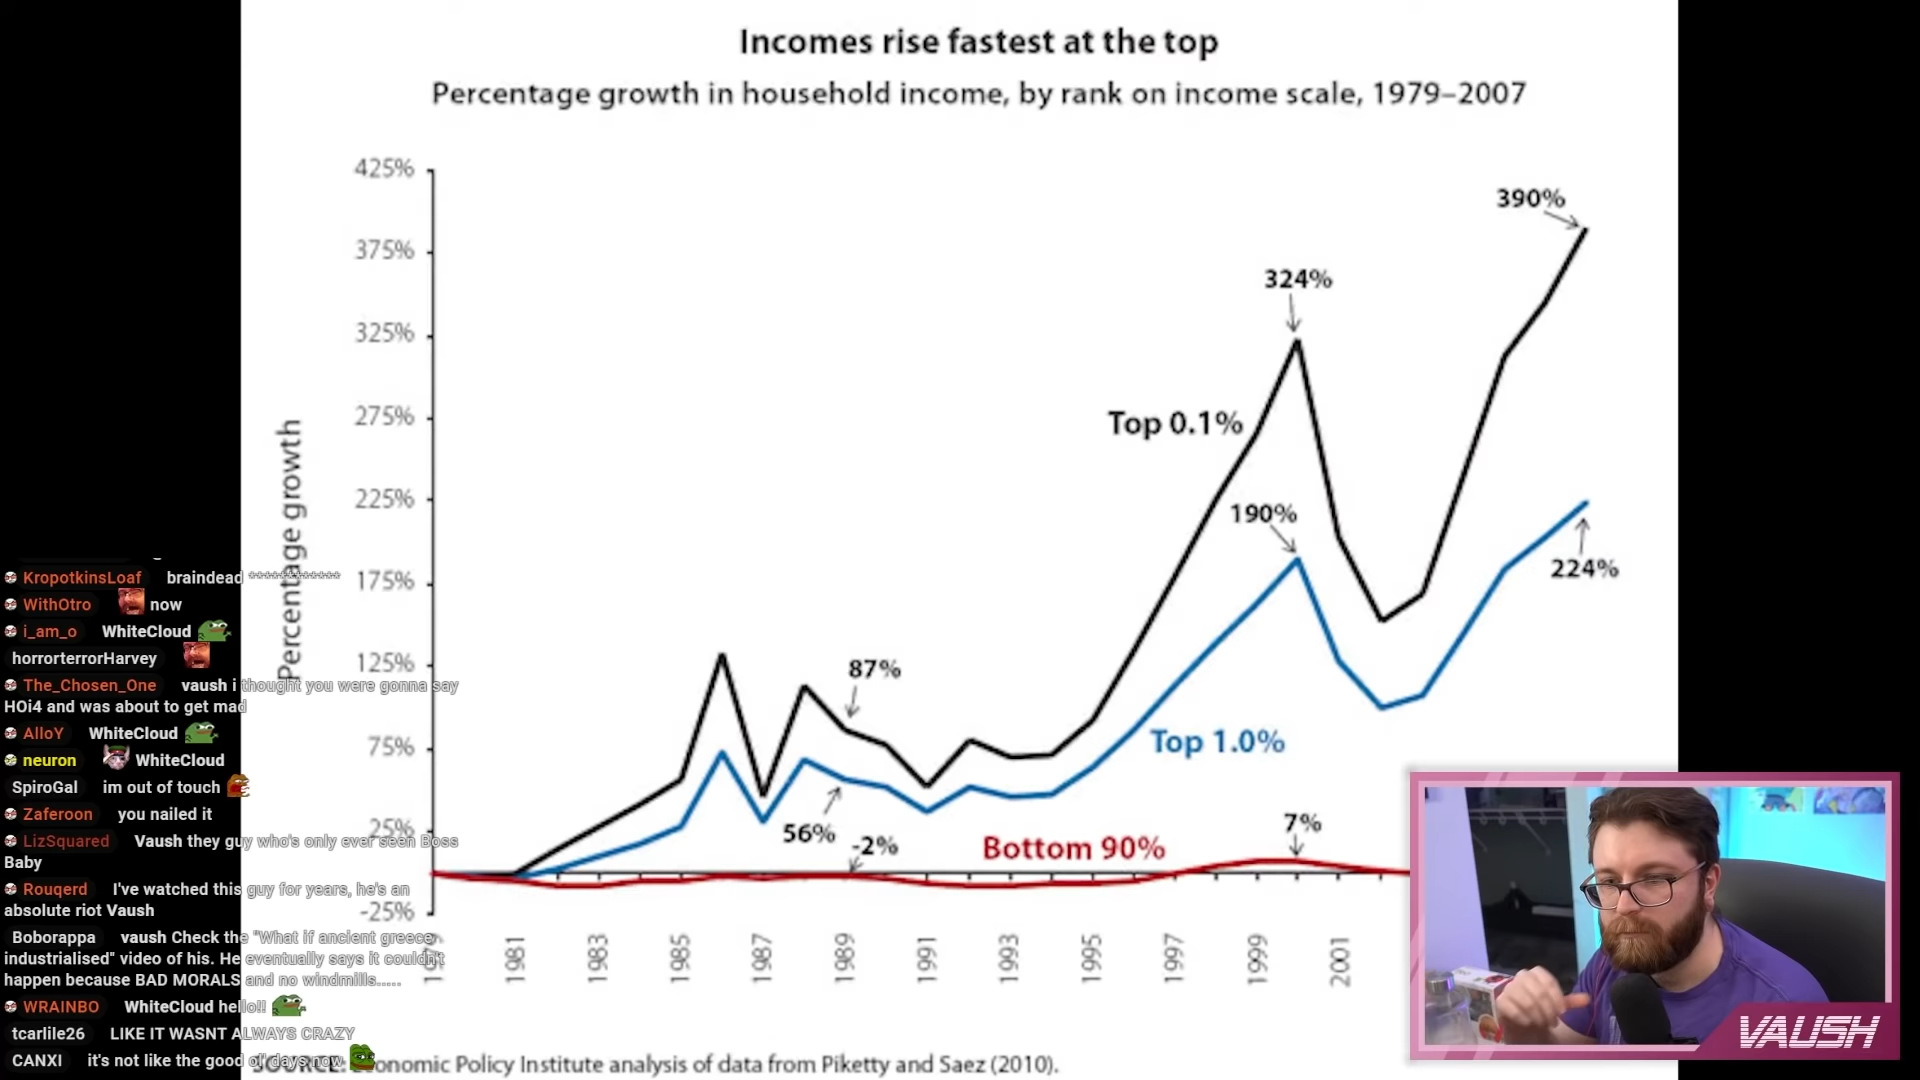 Incomes rise fastest at the top
Percentage growth in household income, by rank on income scale, 1979–2007
425%
375%
325%
275%
225%
175%
125%
75%
25%
-25%
Percentage growth
390%
324%
Top 0.1%
190%
224%
87%
Top 1.0%
56%
-2%
Bottom 90%
7%
1979
1981
1983
1985
1987
1989
1991
1993
1995
1997
1999
2001
SOURCE: Economic Policy Institute analysis of data from Piketty and Saez (2010).
KropotkinsLoaf braindead ************
WithOtro now
i_am_o WhiteCloud
horrorterrorHarvey
The_Chosen_One vaush i thought you were gonna say
HOi4 and was about to get mad
AlloY WhiteCloud
neuron WhiteCloud
SpiroGal im out of touch
Zaferoon you nailed it
LizSquared Vaush they guy who's only ever seen Boss
Baby
Rouqerd I've watched this guy for years, he's an
absolute riot Vaush
Boborappa vaush Check the "What if ancient greece
industrialised" video of his. He eventually says it couldn't
happen because BAD MORALS and no windmills.....
WRAINBO WhiteCloud hello!!
tcarlile26 LIKE IT WASNT ALWAYS CRAZY
CANXI it's not like the good ol' days now
VAUSH